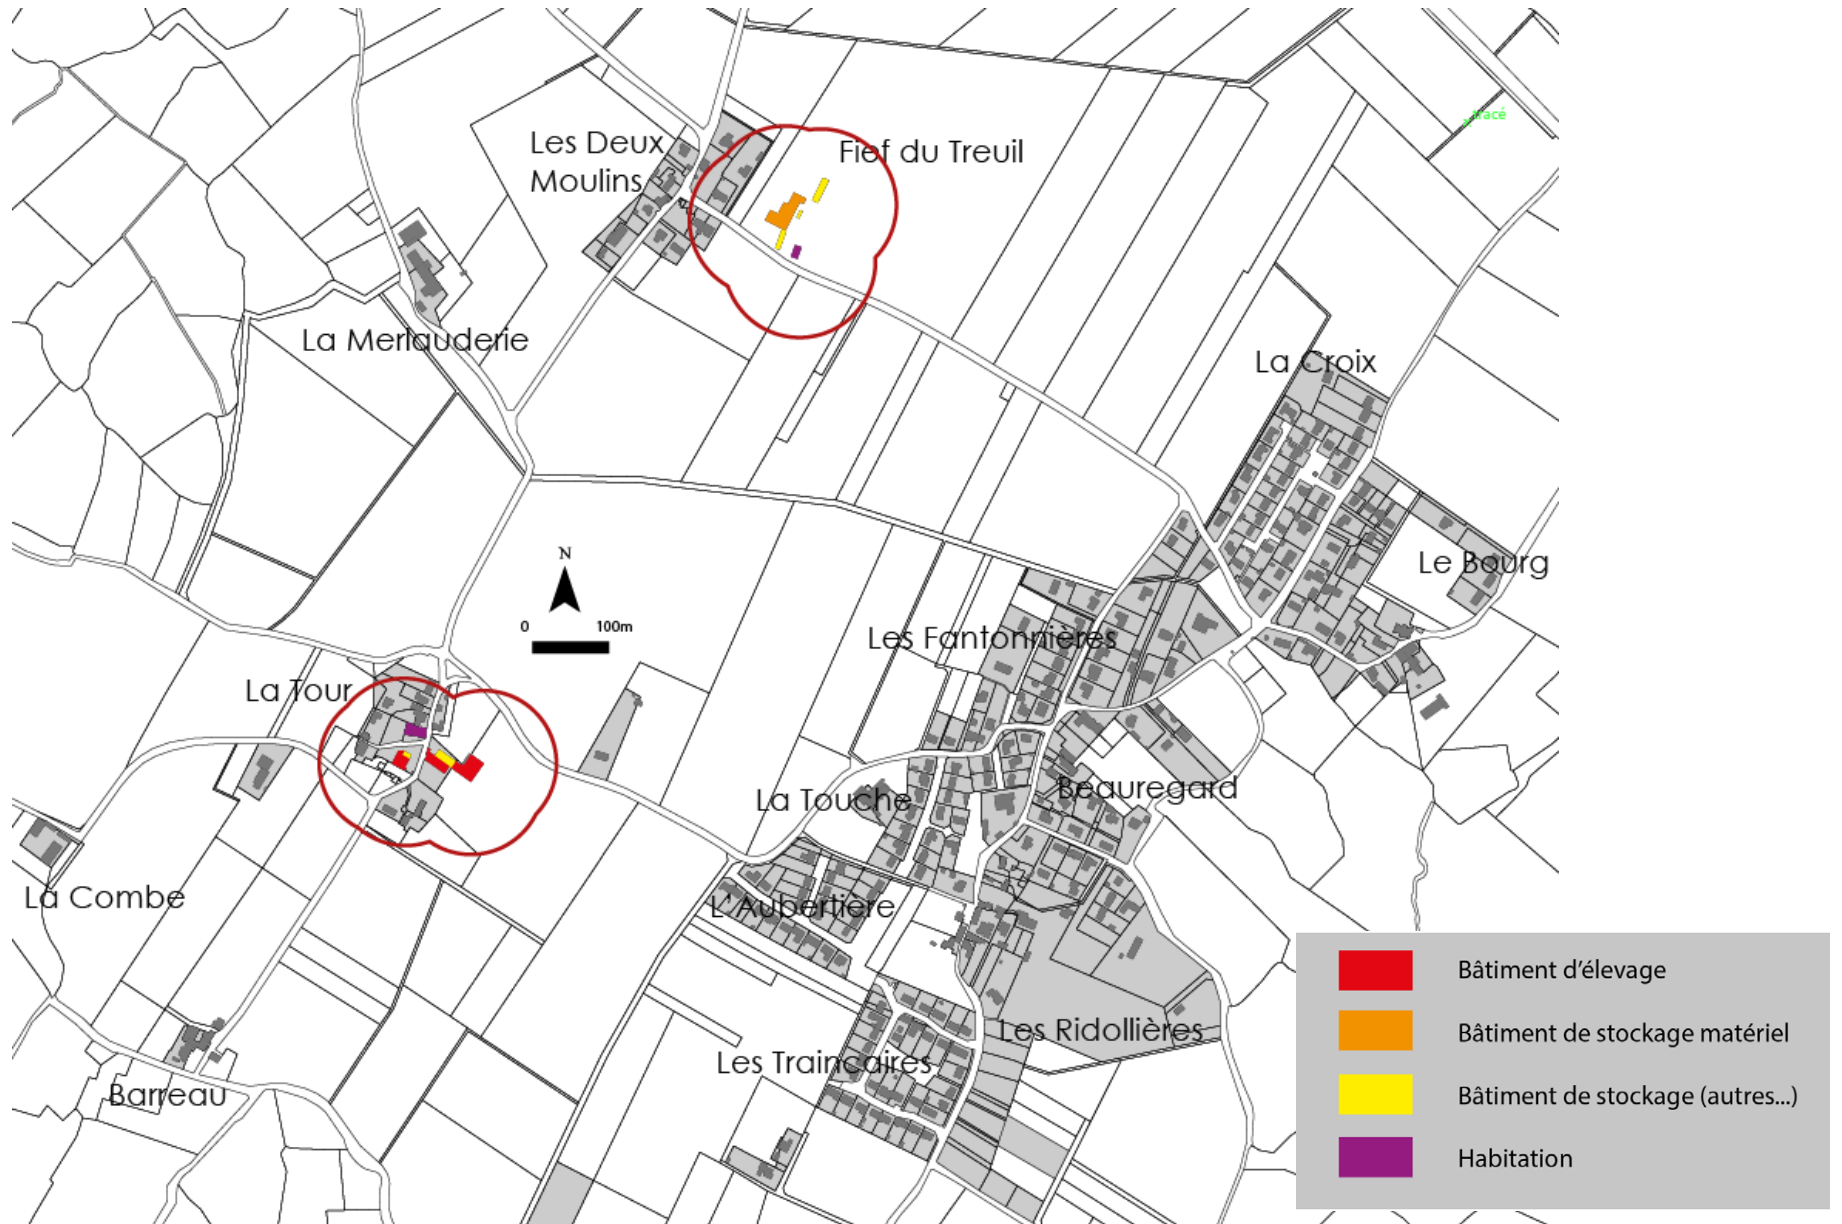 tracé
Les Deux
Moulins
Fief du Treuil
La Merlauderie
La Croix
N
Le Bourg
0 100m
Les Fantonnières
La Tour
Beauregard
La Touche
La Combe
L'Aubertière
Bâtiment d'élevage
Les Ridollières
Bâtiment de stockage matériel
Les Traincaires
Barreau
Bâtiment de stockage (autres...)
Habitation